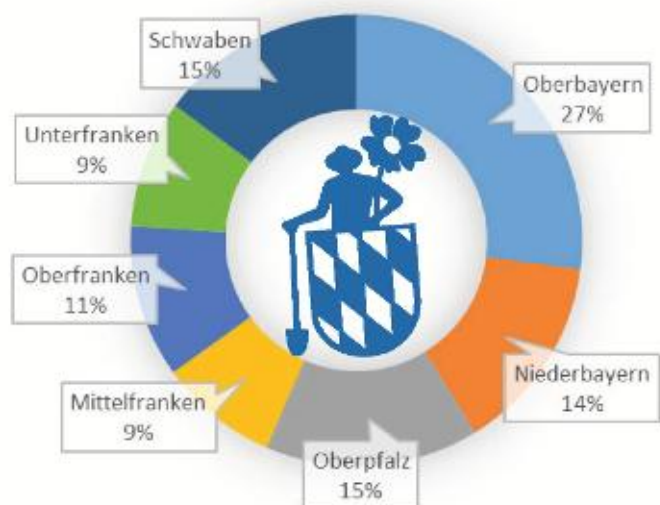 Schwaben
15%
Oberbayern
27%
Unterfranken
9%
Oberfranken
11%
Niederbayern
14%
Mittelfranken
9%
Oberpfalz
15%